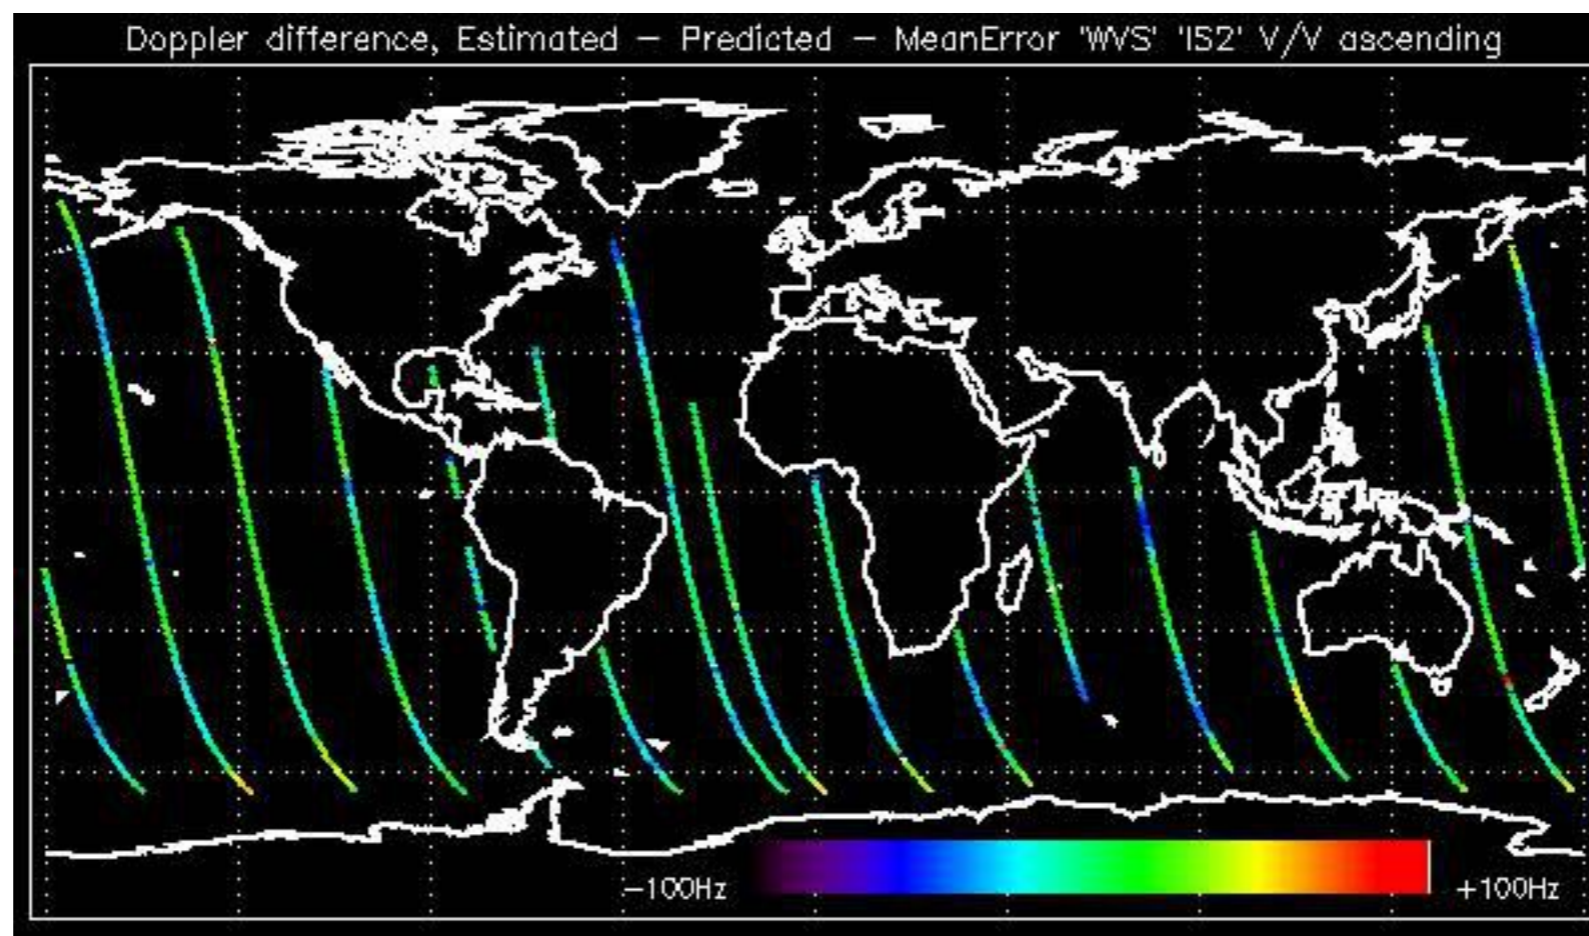 Doppler difference, Estimated — Predicted — MeanError 'WVS' 'IS2' V/V ascending
−100Hz
+100Hz